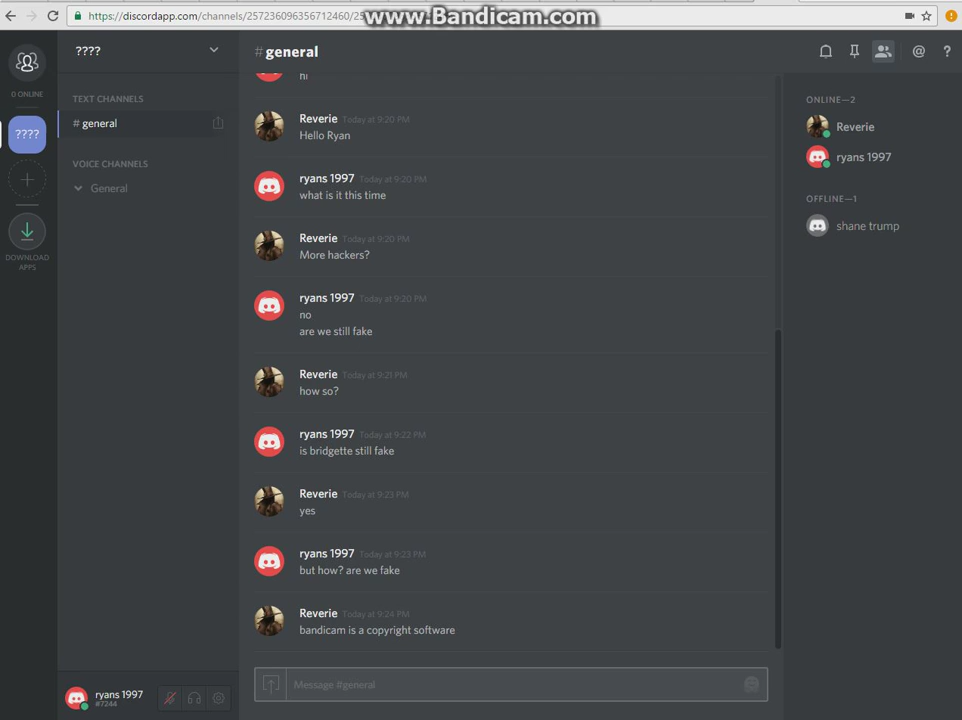 https://discordapp.com/channels/257236096356712460/25
www.Bandicam.com
????
# general
0 ONLINE
TEXT CHANNELS
# general
????
VOICE CHANNELS
General
DOWNLOAD
APPS
hi
Reverie Today at 9:20 PM
Hello Ryan
ryans 1997 Today at 9:20 PM
what is it this time
Reverie Today at 9:20 PM
More hackers?
ryans 1997 Today at 9:20 PM
no
are we still fake
Reverie Today at 9:21 PM
how so?
ryans 1997 Today at 9:22 PM
is bridgette still fake
Reverie Today at 9:23 PM
yes
ryans 1997 Today at 9:23 PM
but how? are we fake
Reverie Today at 9:24 PM
bandicam is a copyright software
Message #general
ONLINE—2
Reverie
ryans 1997
OFFLINE—1
shane trump
ryans 1997
#7244